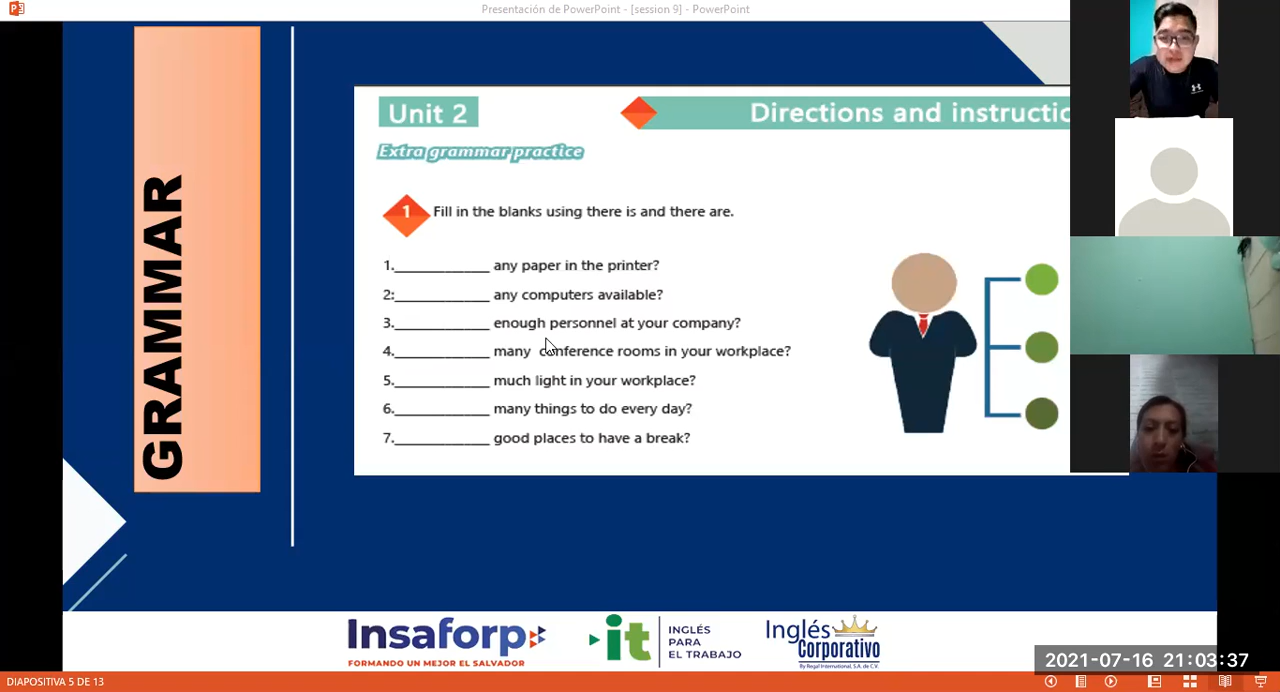 Presentación de PowerPoint - [session 9] - PowerPoint
GRAMMAR
Unit 2
Directions and instructio
Extra grammar practice
1 Fill in the blanks using there is and there are.
1.____________ any paper in the printer?
2:____________ any computers available?
3.____________ enough personnel at your company?
4.____________ many conference rooms in your workplace?
5.____________ much light in your workplace?
6.____________ many things to do every day?
7.____________ good places to have a break?
Insaforp
FORMANDO UN MEJOR EL SALVADOR
it
INGLÉS
PARA
EL TRABAJO
Inglés
Corporativo
By Regal International, S.A. de C.V.
2021-07-16 21:03:37
DIAPOSITIVA 5 DE 13